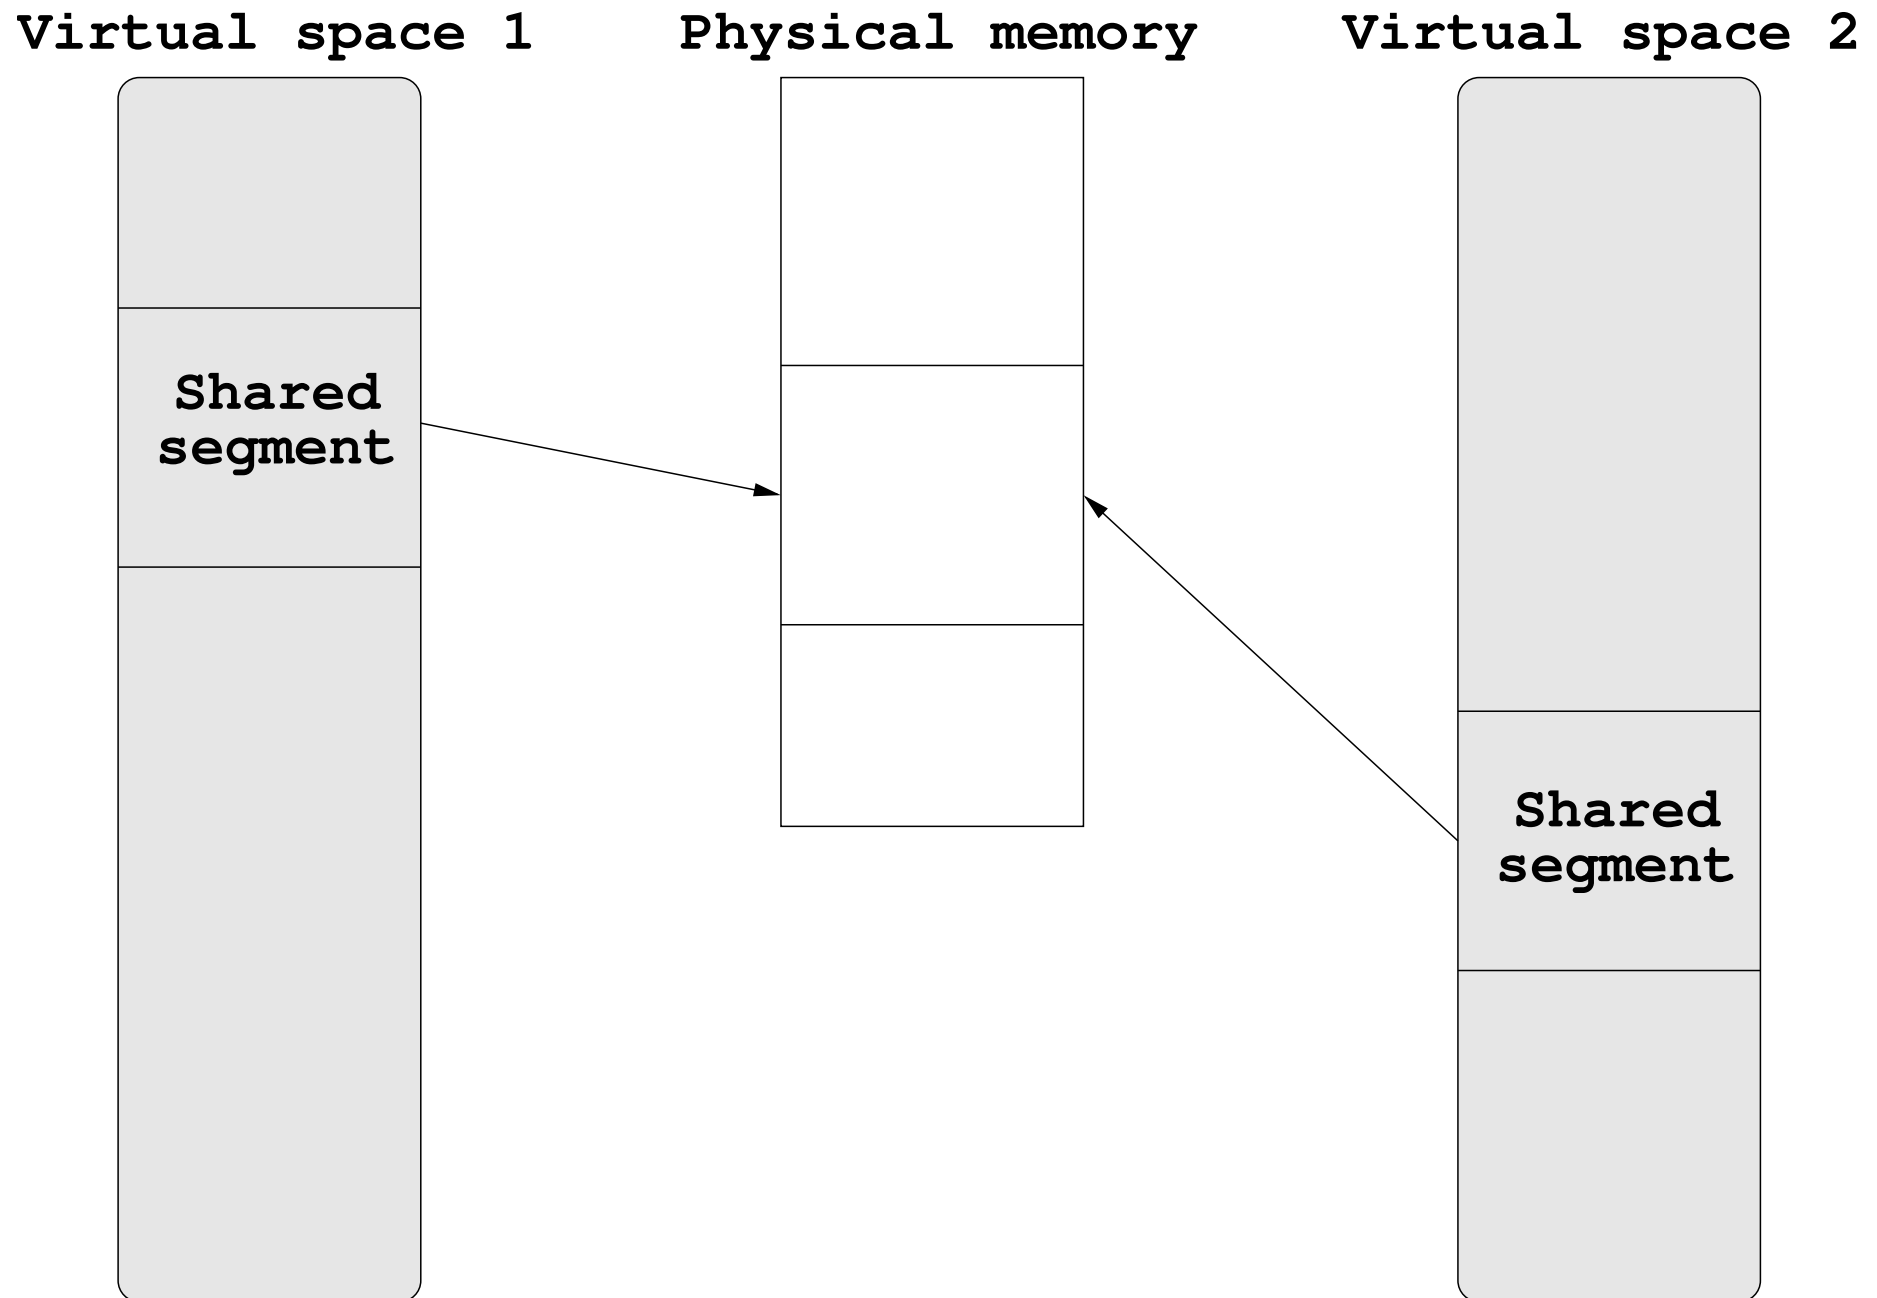 Virtual space 1
Physical memory
Virtual space 2
Shared
segment
Shared
segment